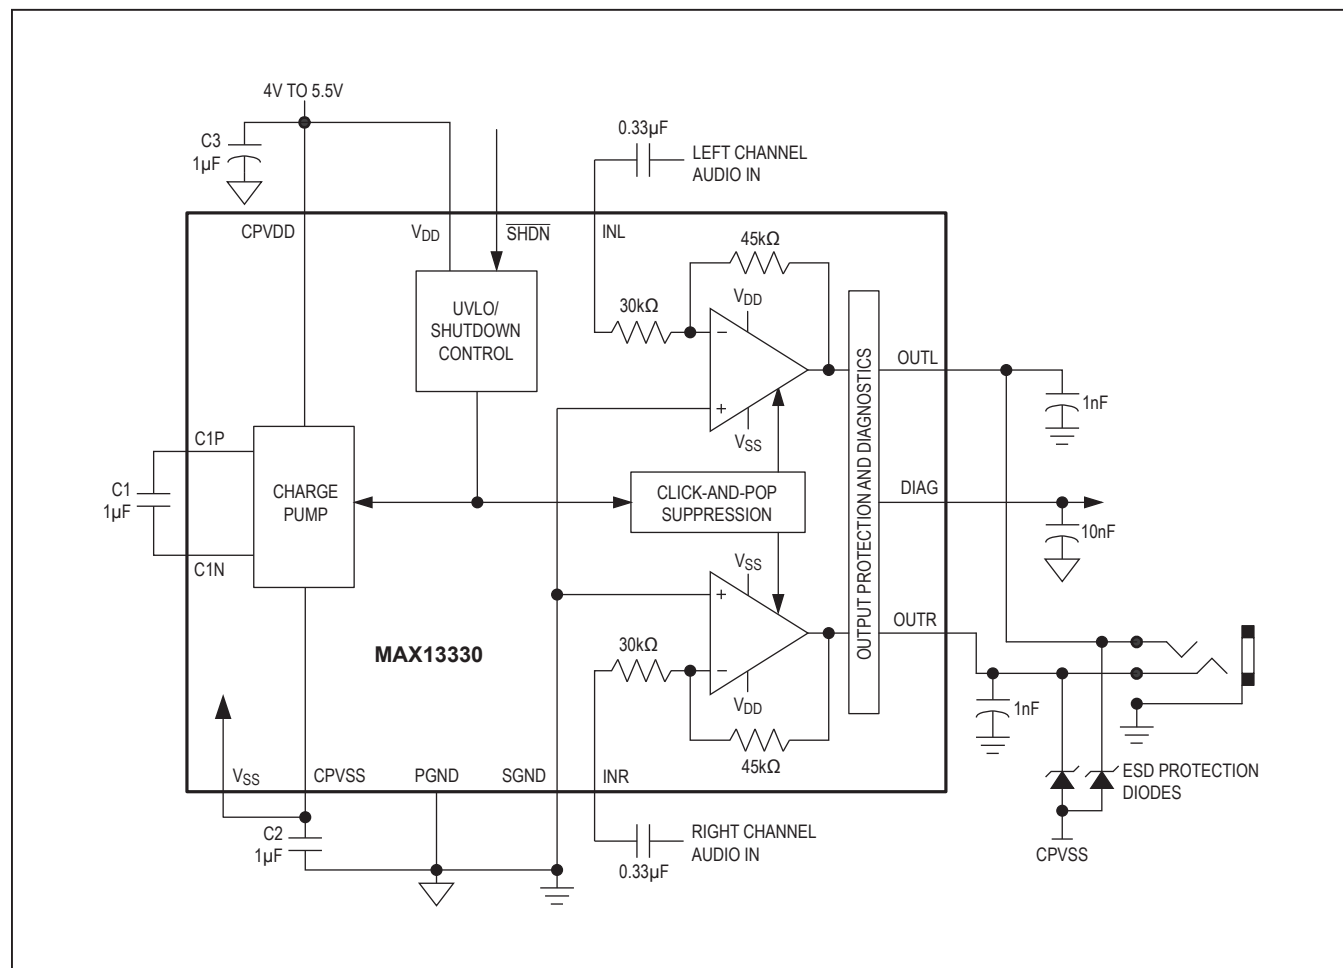 4V TO 5.5V
C3
1µF
0.33µF
LEFT CHANNEL
AUDIO IN
CPVDD
VDD
SHDN
INL
45kΩ
30kΩ
VDD
UVLO/
SHUTDOWN
CONTROL
−
+
VSS
OUTPUT PROTECTION AND DIAGNOSTICS
OUTL
1nF
C1P
C1
1µF
C1N
CHARGE
PUMP
CLICK-AND-POP
SUPPRESSION
DIAG
10nF
VSS
+
−
VDD
OUTR
30kΩ
45kΩ
MAX13330
1nF
VSS
CPVSS
PGND
SGND
INR
ESD PROTECTION
DIODES
CPVSS
C2
1µF
RIGHT CHANNEL
AUDIO IN
0.33µF